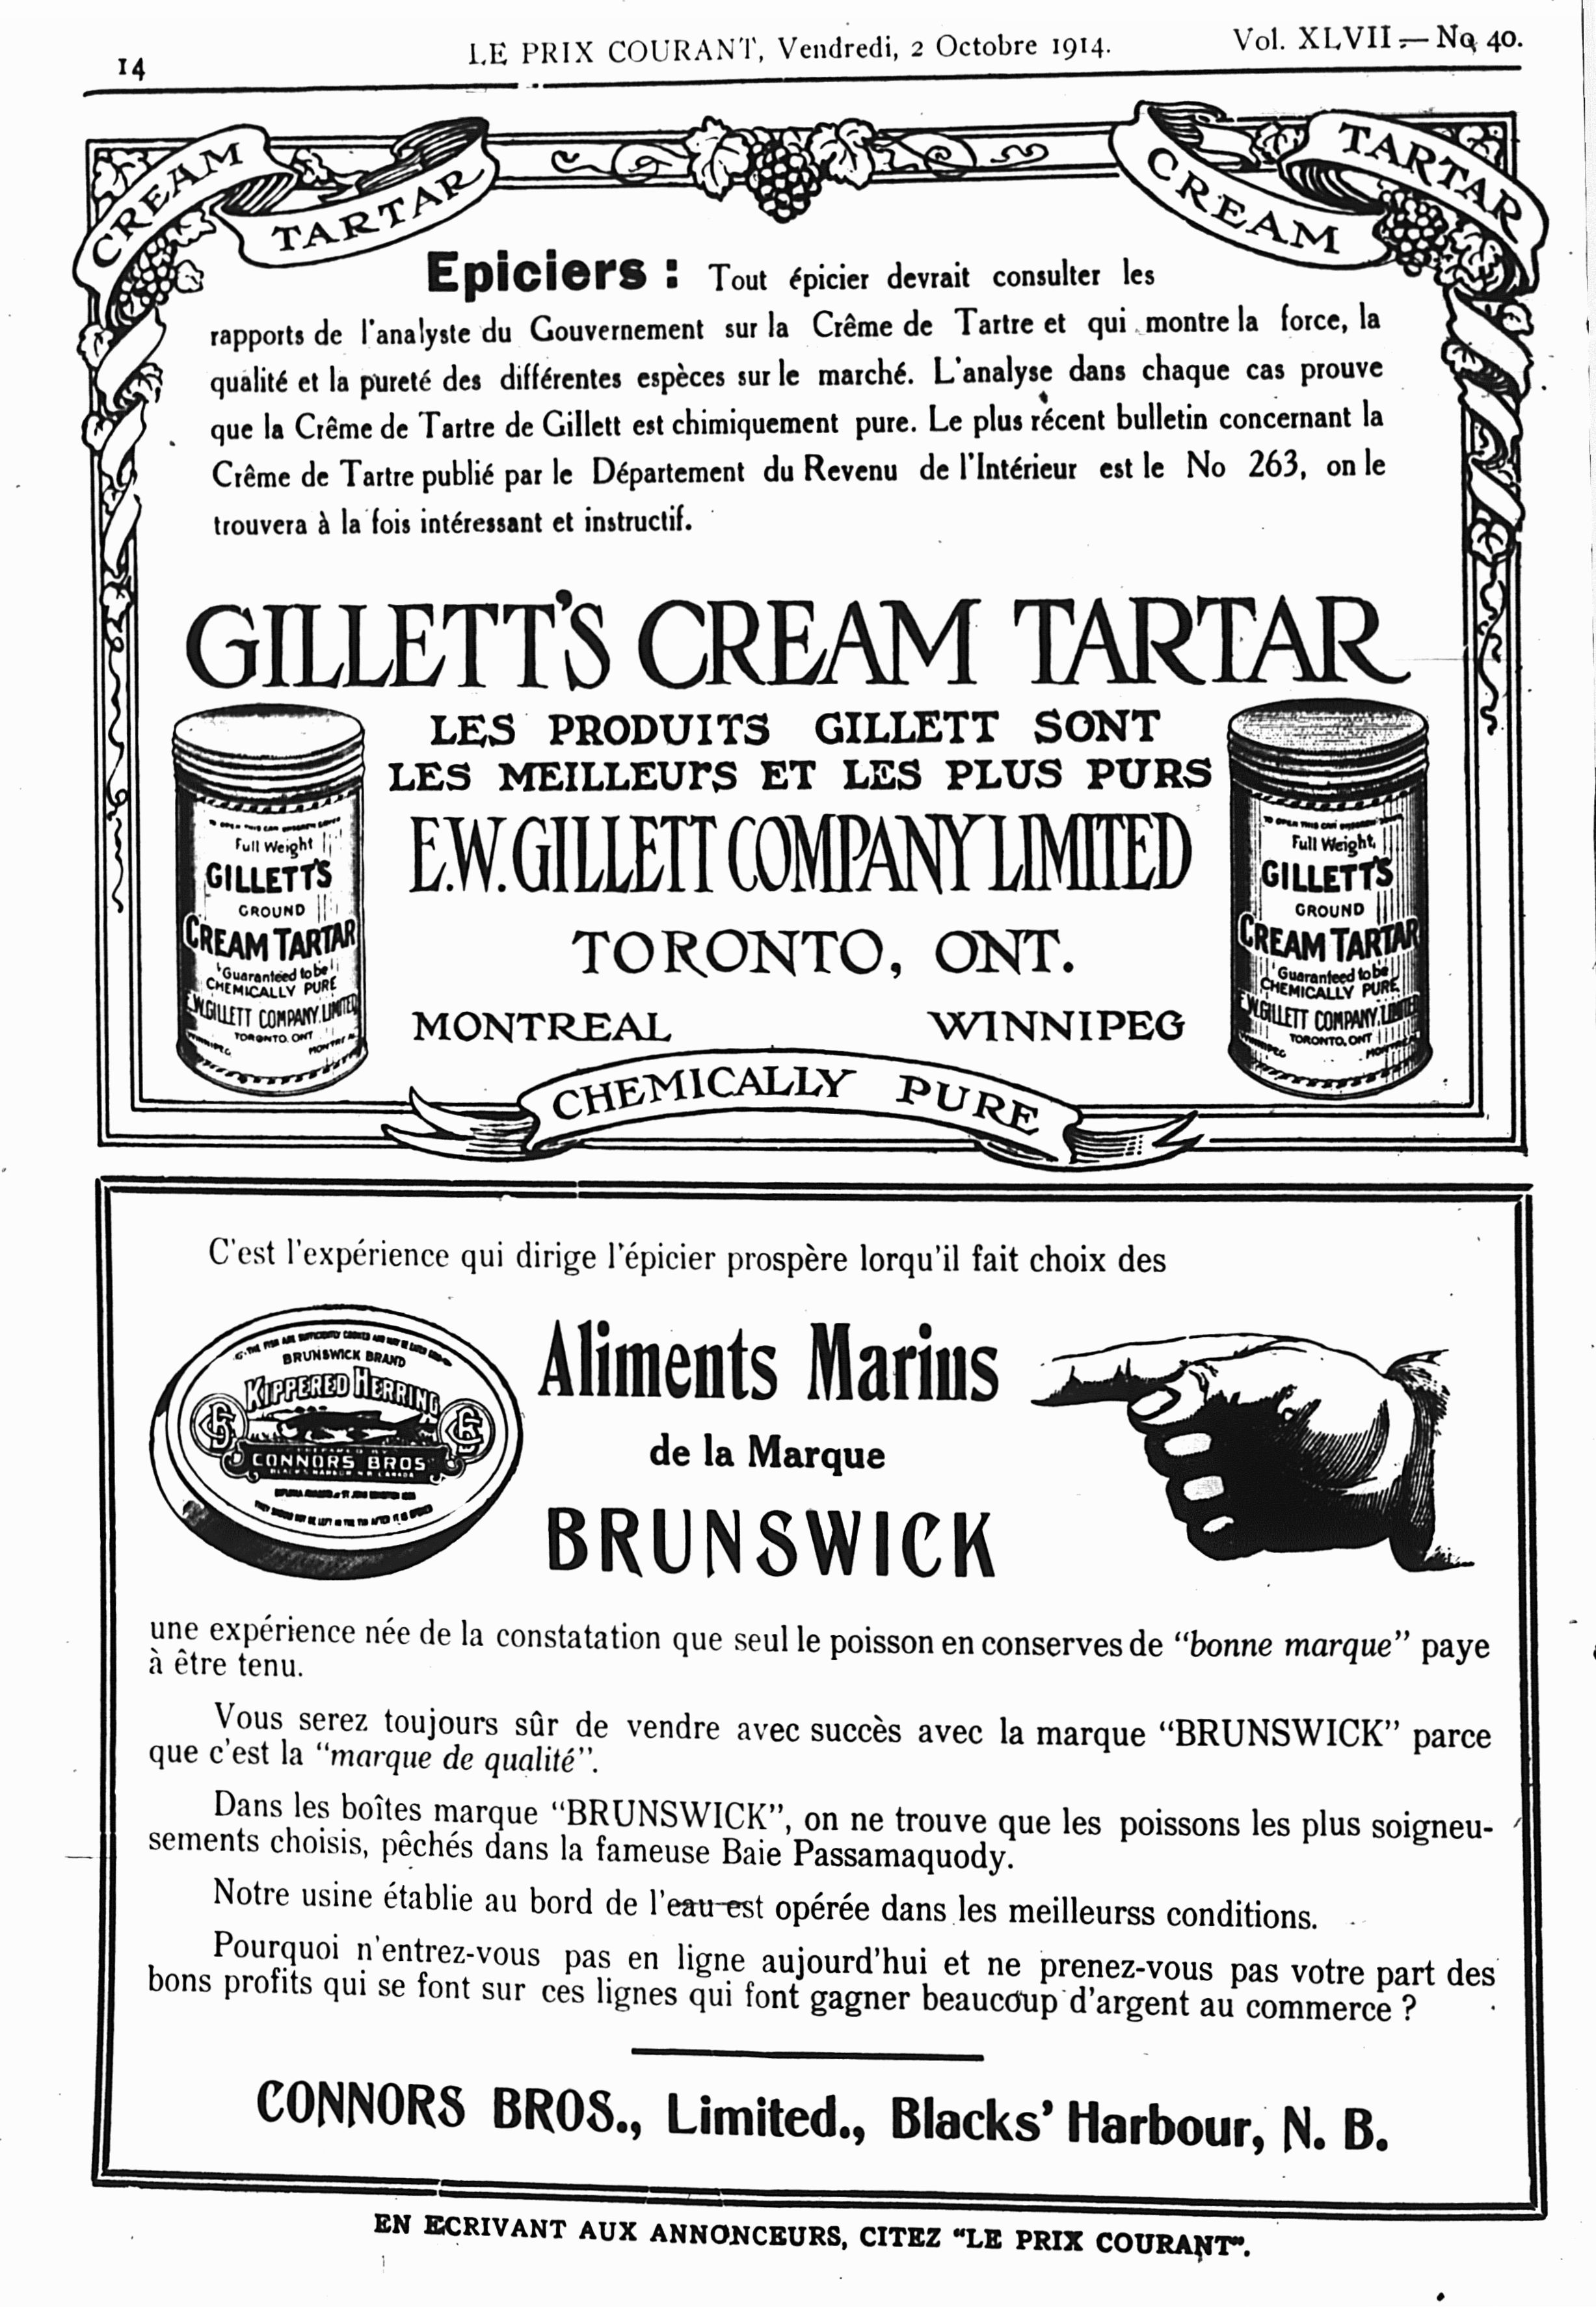 14
LE PRIX COURANT, Vendredi, 2 Octobre 1914.
Vol. XLVII — No 40.
CREAM TARTAR
CREAM TARTAR
Epiciers : Tout épicier devrait consulter les
rapports de l'analyste du Gouvernement sur la Crême de Tartre et qui montre la force, la
qualité et la pureté des différentes espèces sur le marché. L'analyse dans chaque cas prouve
que la Crême de Tartre de Gillett est chimiquement pure. Le plus récent bulletin concernant la
Crême de Tartre publié par le Département du Revenu de l'Intérieur est le No 263, on le
trouvera à la fois intéressant et instructif.
GILLETT'S CREAM TARTAR
LES PRODUITS GILLETT SONT
LES MEILLEUrS ET LES PLUS PURS
E.W. GILLETT COMPANY LIMITED
TORONTO, ONT.
MONTREAL WINNIPEG
CHEMICALLY PURE
Full Weight
GILLETT'S
GROUND
CREAM TARTAR
Guaranteed to be
CHEMICALLY PURE
E.W. GILLETT COMPANY LIMITED
TORONTO, ONT
WINNIPEG MONTREAL
Full Weight
GILLETT'S
GROUND
CREAM TARTAR
Guaranteed to be
CHEMICALLY PURE
E.W. GILLETT COMPANY LIMITED
TORONTO, ONT
WINNIPEG MONTREAL
C'est l'expérience qui dirige l'épicier prospère lorqu'il fait choix des
BRUNSWICK BRAND
KIPPERED HERRING
CONNORS BROS
Aliments Marius
de la Marque
BRUNSWICK
une expérience née de la constatation que seul le poisson en conserves de "bonne marque" paye
à être tenu.
Vous serez toujours sûr de vendre avec succès avec la marque "BRUNSWICK" parce
que c'est la "marque de qualité".
Dans les boîtes marque "BRUNSWICK", on ne trouve que les poissons les plus soigneu-
sements choisis, pêchés dans la fameuse Baie Passamaquody.
Notre usine établie au bord de l'eau est opérée dans les meilleurss conditions.
Pourquoi n'entrez-vous pas en ligne aujourd'hui et ne prenez-vous pas votre part des
bons profits qui se font sur ces lignes qui font gagner beaucoup d'argent au commerce ?
CONNORS BROS., Limited., Blacks' Harbour, N. B.
EN ECRIVANT AUX ANNONCEURS, CITEZ "LE PRIX COURANT".